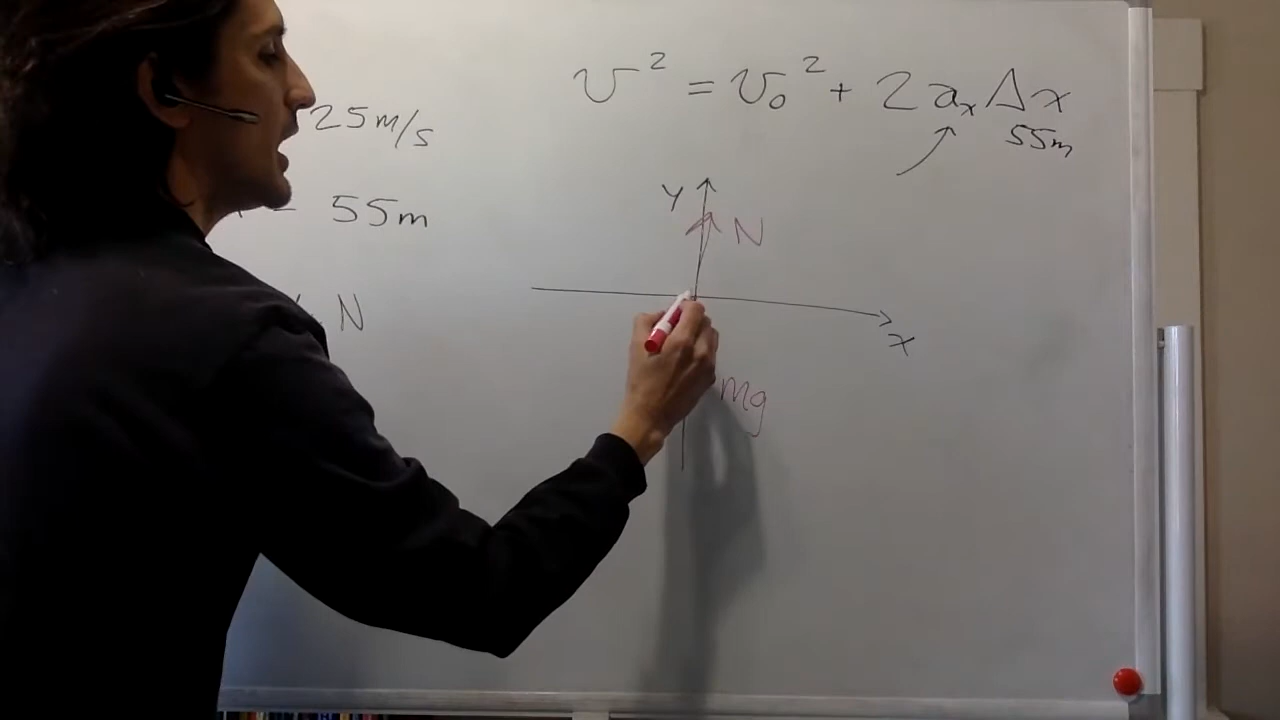 v² = v₀² + 2aₓΔx
55m
25m/s
55m
N
y
N
x
mg